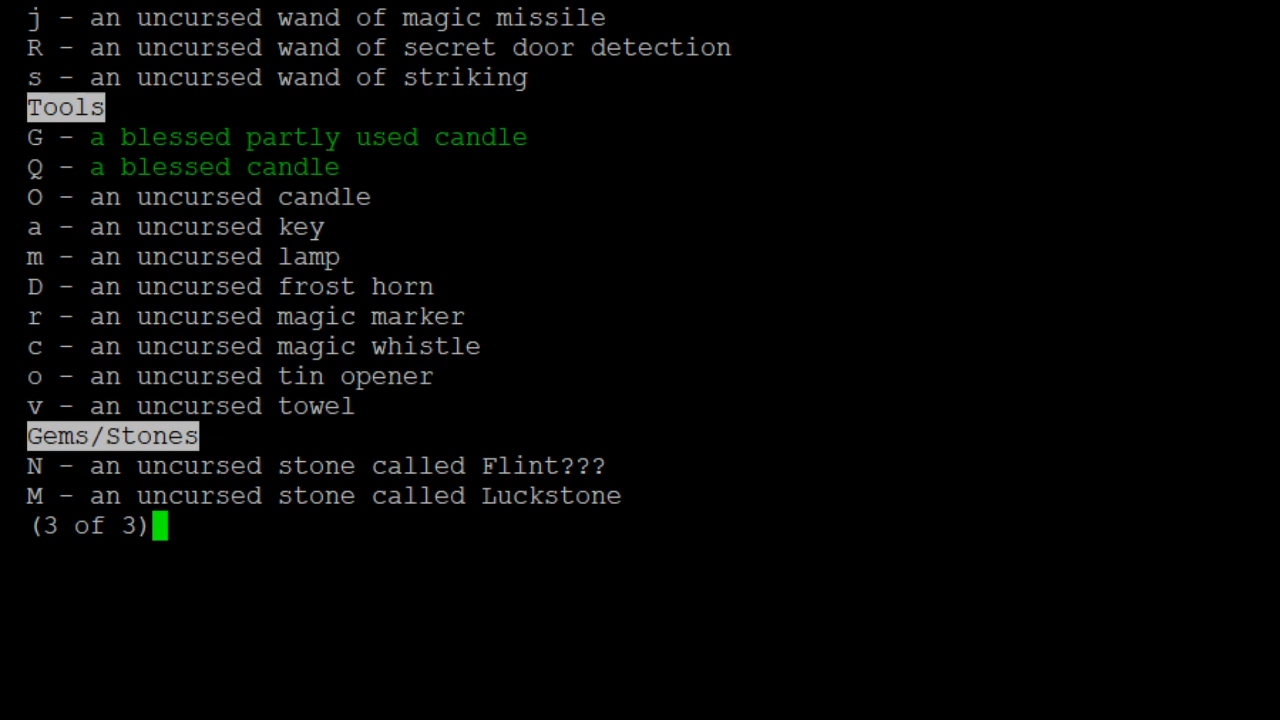 j - an uncursed wand of magic missile
R - an uncursed wand of secret door detection
s - an uncursed wand of striking
Tools
G - a blessed partly used candle
Q - a blessed candle
O - an uncursed candle
a - an uncursed key
m - an uncursed lamp
D - an uncursed frost horn
r - an uncursed magic marker
c - an uncursed magic whistle
o - an uncursed tin opener
v - an uncursed towel
Gems/Stones
N - an uncursed stone called Flint???
M - an uncursed stone called Luckstone
(3 of 3)